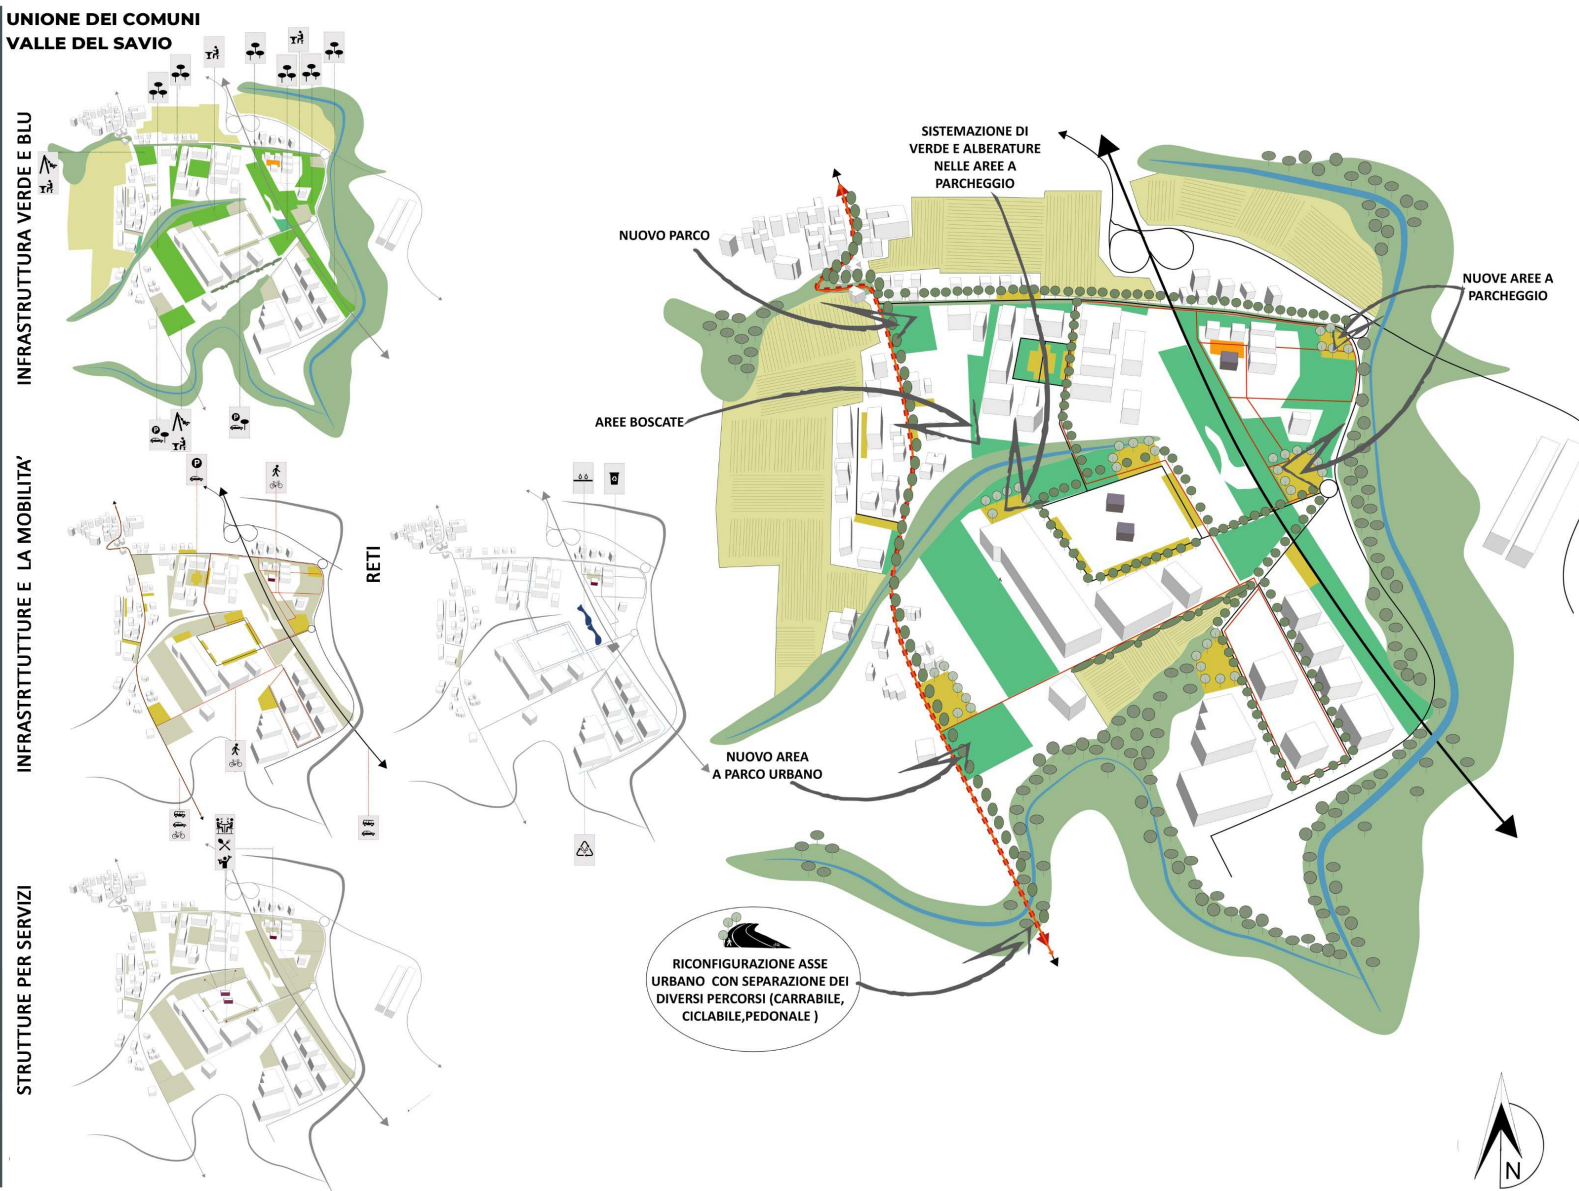 UNIONE DEI COMUNI
VALLE DEL SAVIO
INFRASTRUTTURA VERDE E BLU
INFRASTRTUTTURE E LA MOBILITA'
RETI
STRUTTURE PER SERVIZI
SISTEMAZIONE DI
VERDE E ALBERATURE
NELLE AREE A
PARCHEGGIO
NUOVO PARCO
NUOVE AREE A
PARCHEGGIO
AREE BOSCATE
NUOVO AREA
A PARCO URBANO
RICONFIGURAZIONE ASSE
URBANO CON SEPARAZIONE DEI
DIVERSI PERCORSI (CARRABILE,
CICLABILE,PEDONALE )
P
P
P
N